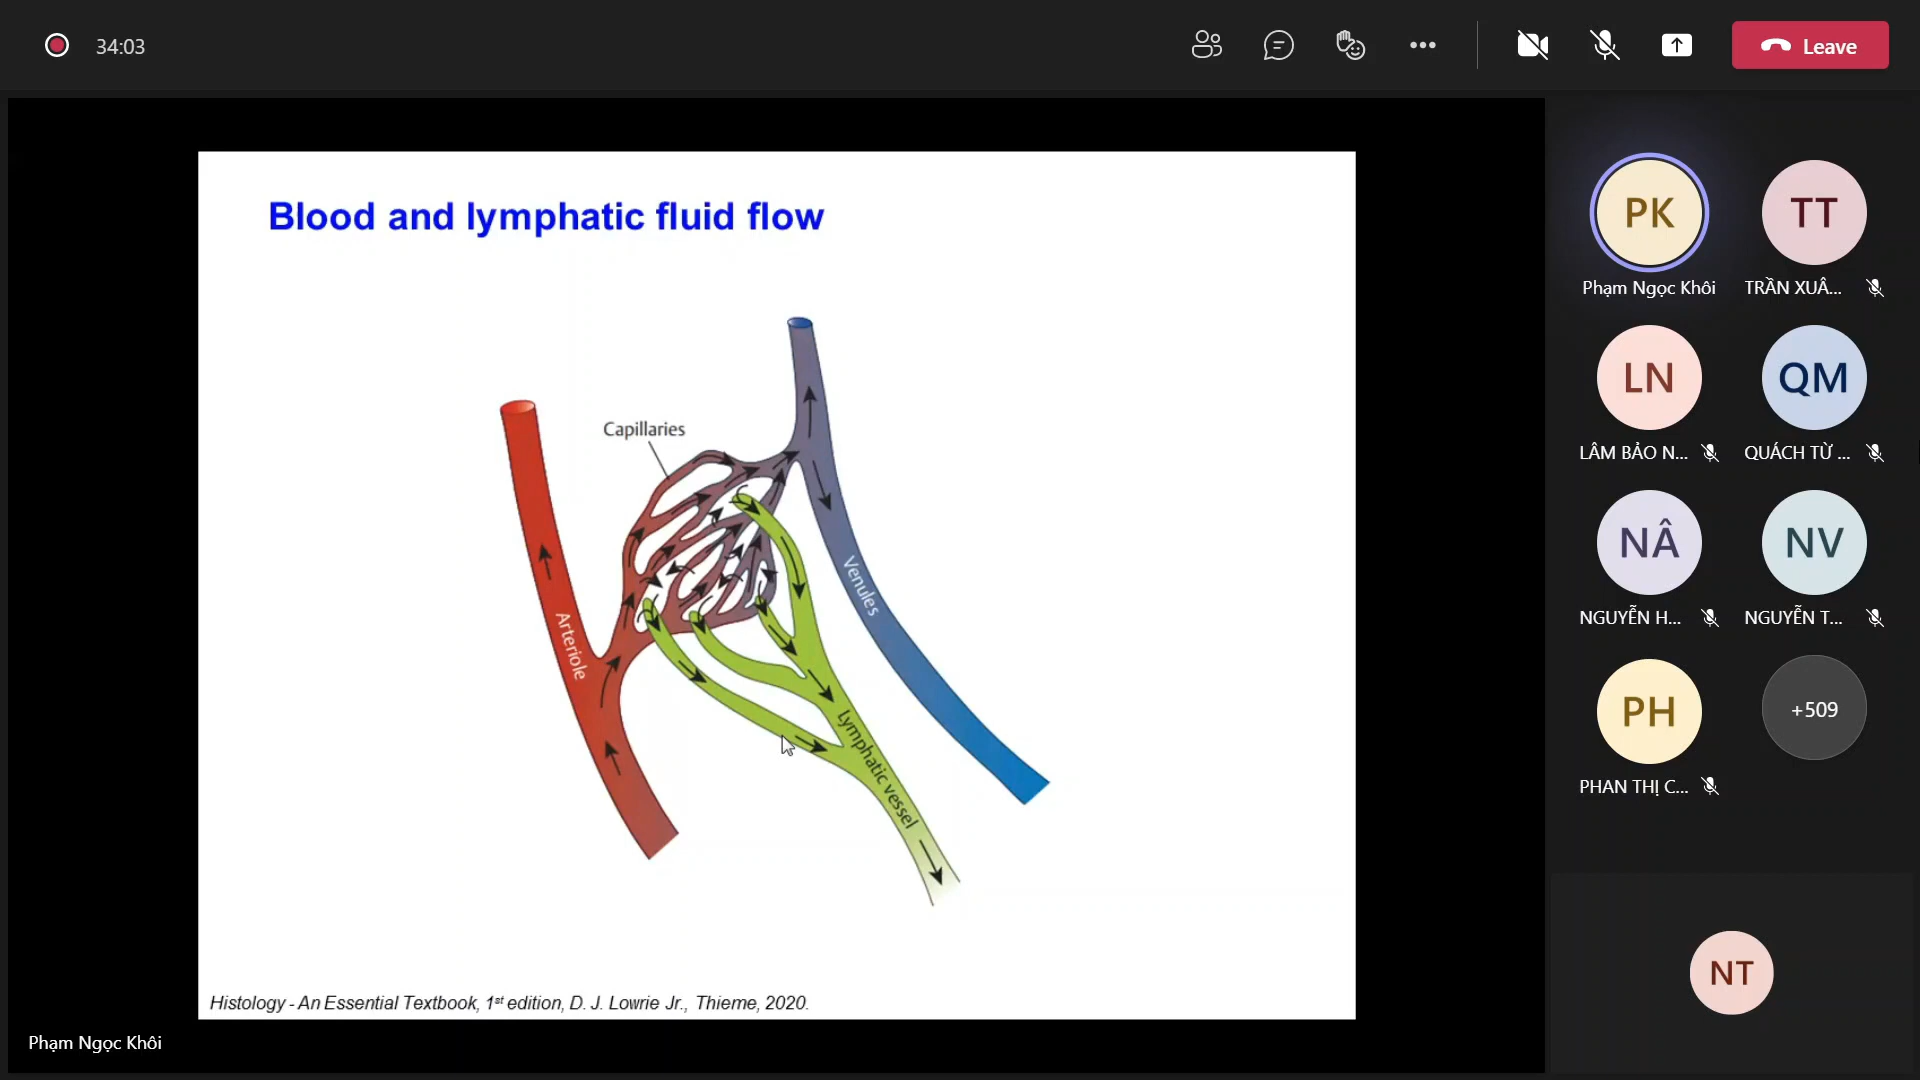 34:03
Leave
Blood and lymphatic fluid flow
Capillaries
Arteriole
Venules
Lymphatic vessel
Histology - An Essential Textbook, 1st edition, D. J. Lowrie Jr., Thieme, 2020.
Phạm Ngọc Khôi
PK
TT
Phạm Ngọc Khôi
TRẦN XUÂ...
LN
QM
LÂM BẢO N...
QUÁCH TỪ ...
NÂ
NV
NGUYỄN H...
NGUYỄN T...
PH
+509
PHAN THỊ C...
NT